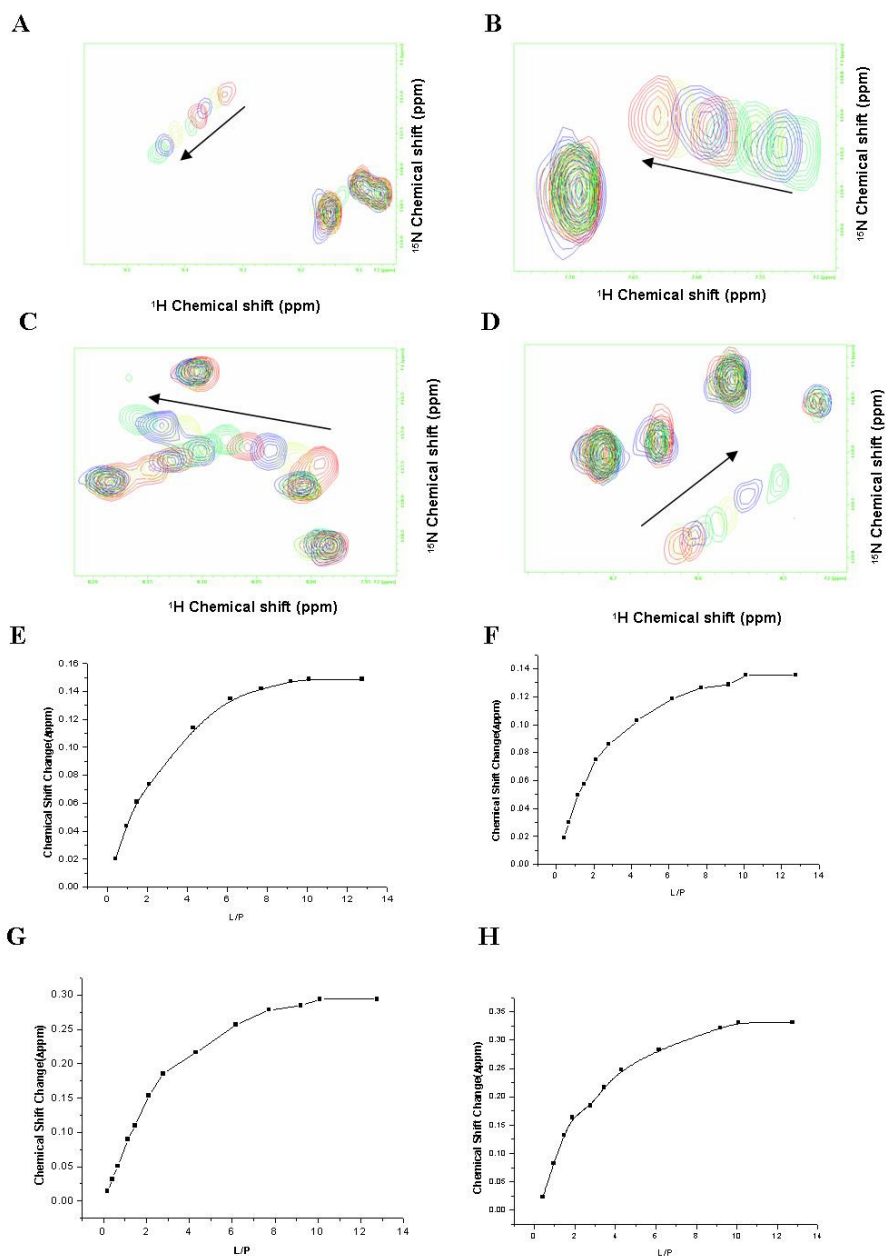 A
B
¹⁵N Chemical shift (ppm)
¹⁵N Chemical shift (ppm)
¹H Chemical shift (ppm)
¹H Chemical shift (ppm)
C
D
¹⁵N Chemical shift (ppm)
¹⁵N Chemical shift (ppm)
¹H Chemical shift (ppm)
¹H Chemical shift (ppm)
E
F
Chemical Shift Change(Δppm)
0.16
0.14
0.12
0.10
0.08
0.06
0.04
0.02
0.00
0 2 4 6 8 10 12 14
L/P
Chemical Shift Change(Δppm)
0.14
0.12
0.10
0.08
0.06
0.04
0.02
0.00
0 2 4 6 8 10 12 14
L/P
G
H
Chemical Shift Change(Δppm)
0.30
0.25
0.20
0.15
0.10
0.05
0.00
0 2 4 6 8 10 12 14
L/P
Chemical Shift Change(Δppm)
0.35
0.30
0.25
0.20
0.15
0.10
0.05
0.00
0 2 4 6 8 10 12 14
L/P